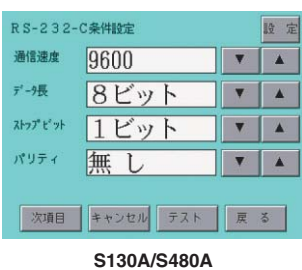 RS-232-C条件設定 設定
通信速度 9600 ▼ ▲
データ長 8ビット ▼ ▲
ストップビット 1ビット ▼ ▲
パリティ 無し ▼ ▲
次項目 キャンセル テスト 戻る
S130A/S480A